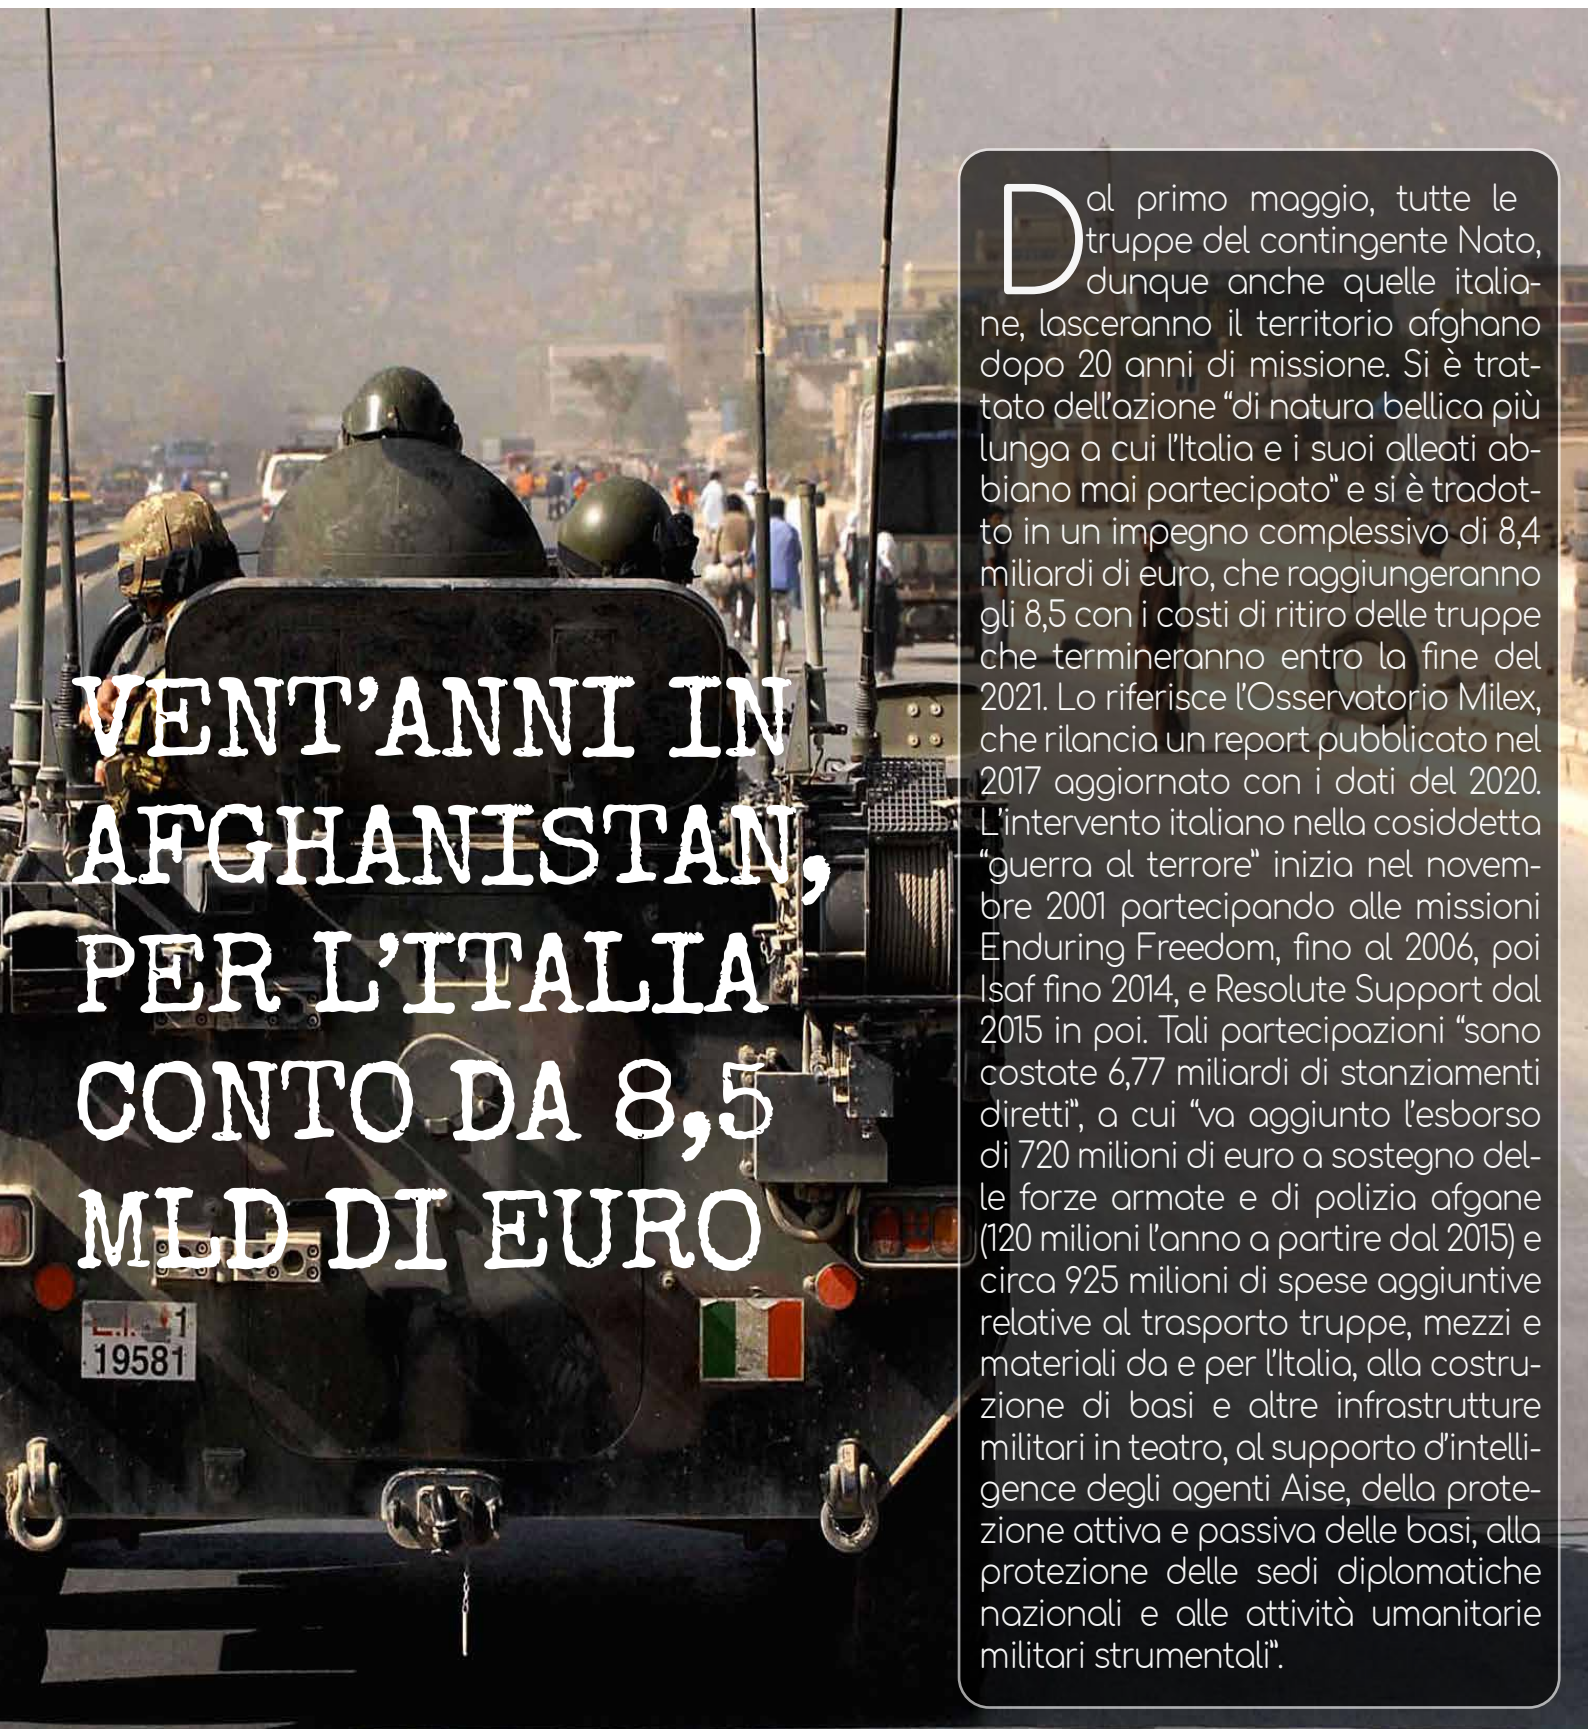 VENT’ANNI IN
AFGHANISTAN,
PER L’ITALIA
CONTO DA 8,5
MLD DI EURO
1
19581
Dal primo maggio, tutte le
truppe del contingente Nato,
dunque anche quelle italia-
ne, lasceranno il territorio afghano
dopo 20 anni di missione. Si è trat-
tato dell’azione “di natura bellica più
lunga a cui l’Italia e i suoi alleati ab-
biano mai partecipato” e si è tradot-
to in un impegno complessivo di 8,4
miliardi di euro, che raggiungeranno
gli 8,5 con i costi di ritiro delle truppe
che termineranno entro la fine del
2021. Lo riferisce l’Osservatorio Milex,
che rilancia un report pubblicato nel
2017 aggiornato con i dati del 2020.
L’intervento italiano nella cosiddetta
“guerra al terrore” inizia nel novem-
bre 2001 partecipando alle missioni
Enduring Freedom, fino al 2006, poi
Isaf fino 2014, e Resolute Support dal
2015 in poi. Tali partecipazioni “sono
costate 6,77 miliardi di stanziamenti
diretti”, a cui “va aggiunto l’esborso
di 720 milioni di euro a sostegno del-
le forze armate e di polizia afgane
(120 milioni l’anno a partire dal 2015) e
circa 925 milioni di spese aggiuntive
relative al trasporto truppe, mezzi e
materiali da e per l’Italia, alla costru-
zione di basi e altre infrastrutture
militari in teatro, al supporto d’intelli-
gence degli agenti Aise, della prote-
zione attiva e passiva delle basi, alla
protezione delle sedi diplomatiche
nazionali e alle attività umanitarie
militari strumentali”.